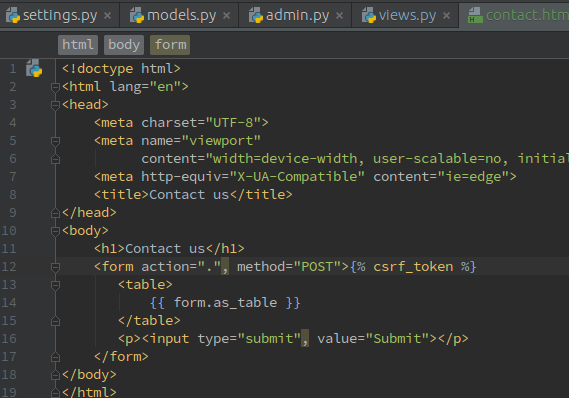 settings.py × models.py × admin.py × views.py × contact.htm
html body form
1 <!doctype html>
2 <html lang="en">
3 <head>
4 <meta charset="UTF-8">
5 <meta name="viewport"
6 content="width=device-width, user-scalable=no, initial
7 <meta http-equiv="X-UA-Compatible" content="ie=edge">
8 <title>Contact us</title>
9 </head>
10 <body>
11 <h1>Contact us</h1>
12 <form action=".", method="POST">{% csrf_token %}
13 <table>
14 {{ form.as_table }}
15 </table>
16 <p><input type="submit", value="Submit"></p>
17 </form>
18 </body>
19 </html>